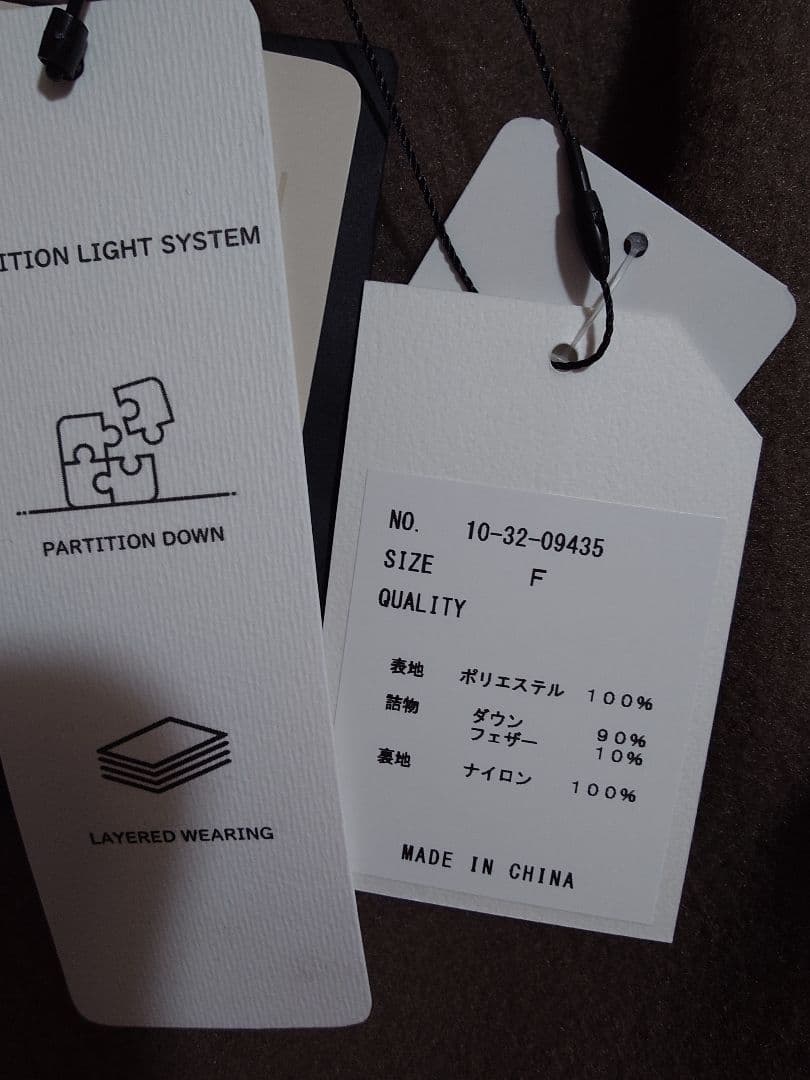 ITION LIGHT SYSTEM
PARTITION DOWN
LAYERED WEARING
NO. 10-32-09435
SIZE F
QUALITY
表地 ポリエステル 100%
詰物 ダウン 90%
フェザー 10%
裏地 ナイロン 100%
MADE IN CHINA